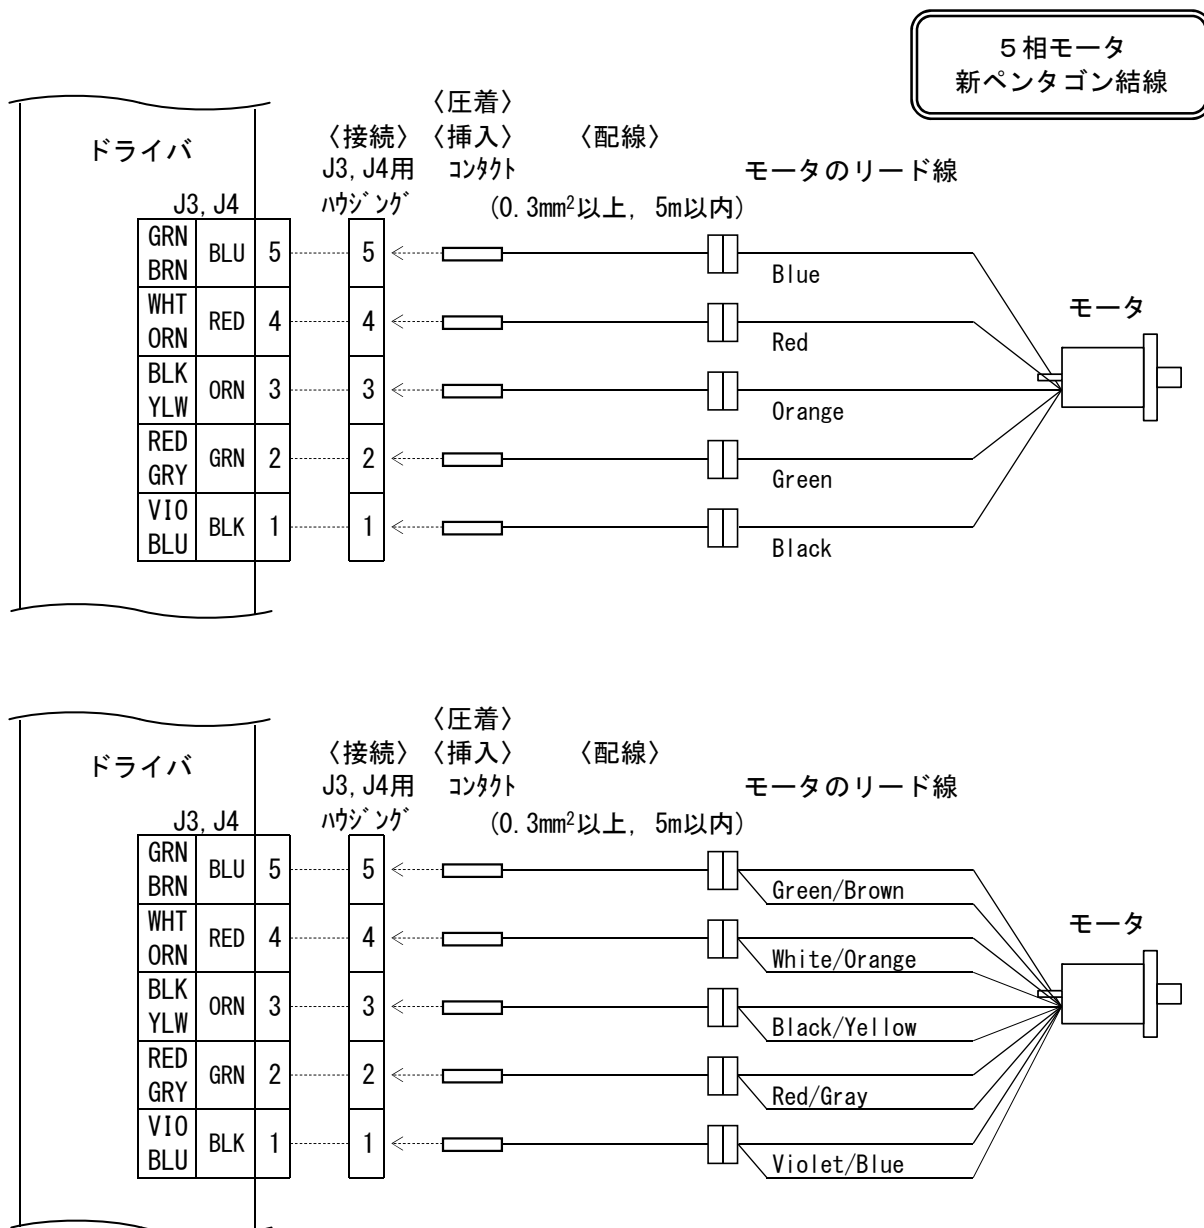 ５相モータ
新ペンタゴン結線
〈圧着〉
ドライバ 〈接続〉 〈挿入〉 〈配線〉
J3, J4用 ｺﾝﾀｸﾄ モータのリード線
J3, J4 ﾊｳｼﾞﾝｸﾞ (0.3mm²以上, 5m以内)
GRN BRN BLU 5 5 Blue
WHT ORN RED 4 4 Red
モータ
BLK YLW ORN 3 3 Orange
RED GRY GRN 2 2 Green
VIO BLU BLK 1 1 Black
〈圧着〉
ドライバ 〈接続〉 〈挿入〉 〈配線〉
J3, J4用 ｺﾝﾀｸﾄ モータのリード線
J3, J4 ﾊｳｼﾞﾝｸﾞ (0.3mm²以上, 5m以内)
GRN BRN BLU 5 5 Green/Brown
WHT ORN RED 4 4 White/Orange
モータ
BLK YLW ORN 3 3 Black/Yellow
RED GRY GRN 2 2 Red/Gray
VIO BLU BLK 1 1 Violet/Blue